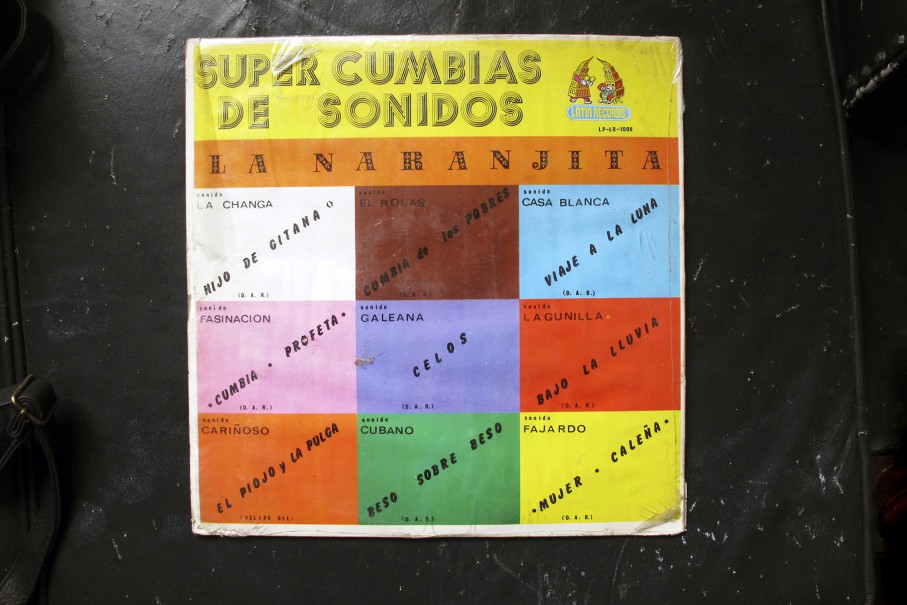 SUPER CUMBIAS
DE SONIDOS
LATIN RECORDS
LP-LR-1006
LA NARANJITA
sonido
LA CHANGA
HIJO DE GITANA
(D. A. R.)
sonido
EL ROLAS
CUMBIA de los POBRES
(D. A. R.)
sonido
CASA BLANCA
VIAJE A LA LUNA
(D. A. R.)
sonido
FASINACION
•CUMBIA • PROFETA•
(D. A. R.)
sonido
GALEANA
CELOS
(D. A. R.)
sonido
LAGUNILLA
BAJO LA LLUVIA
(D. A. R.)
sonido
CARIÑOSO
EL PIOJO y LA PULGA
(FELIPE GIL)
sonido
CUBANO
BESO SOBRE BESO
(D. A. R.)
sonido
FAJARDO
•MUJER • CALEÑA•
(D. A. R.)